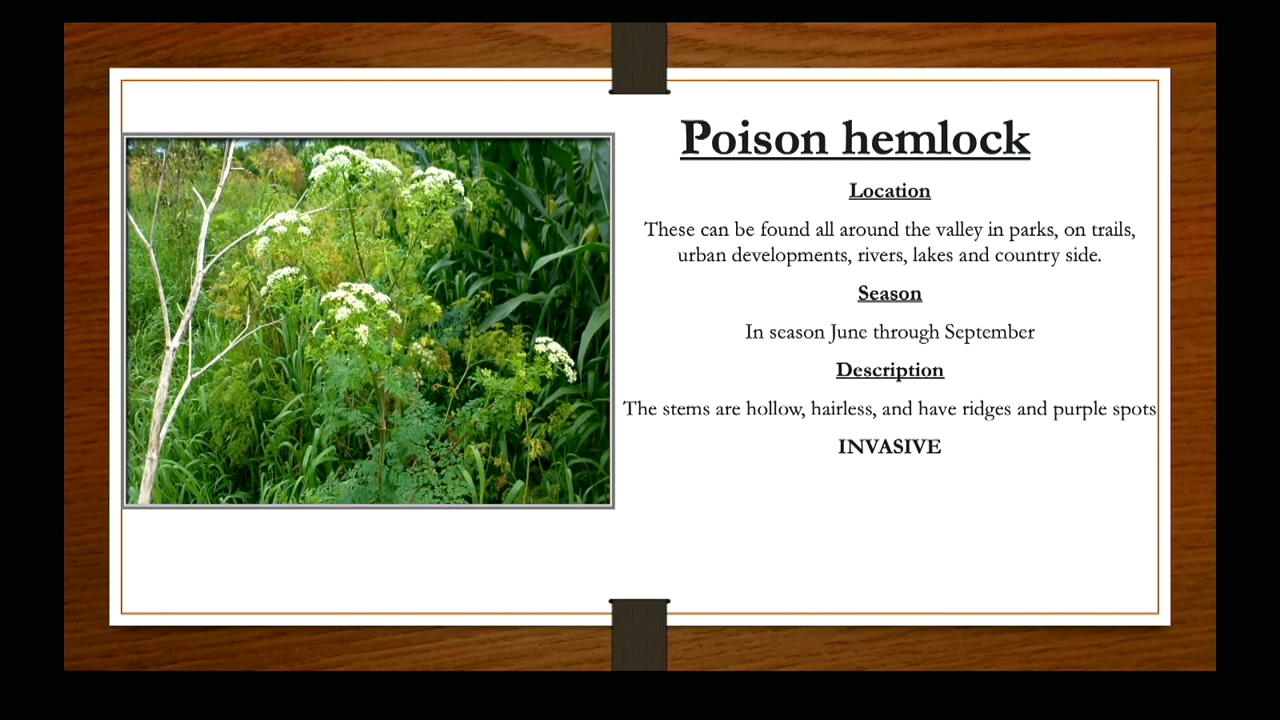 Poison hemlock
Location
These can be found all around the valley in parks, on trails,
urban developments, rivers, lakes and country side.
Season
In season June through September
Description
The stems are hollow, hairless, and have ridges and purple spots
INVASIVE